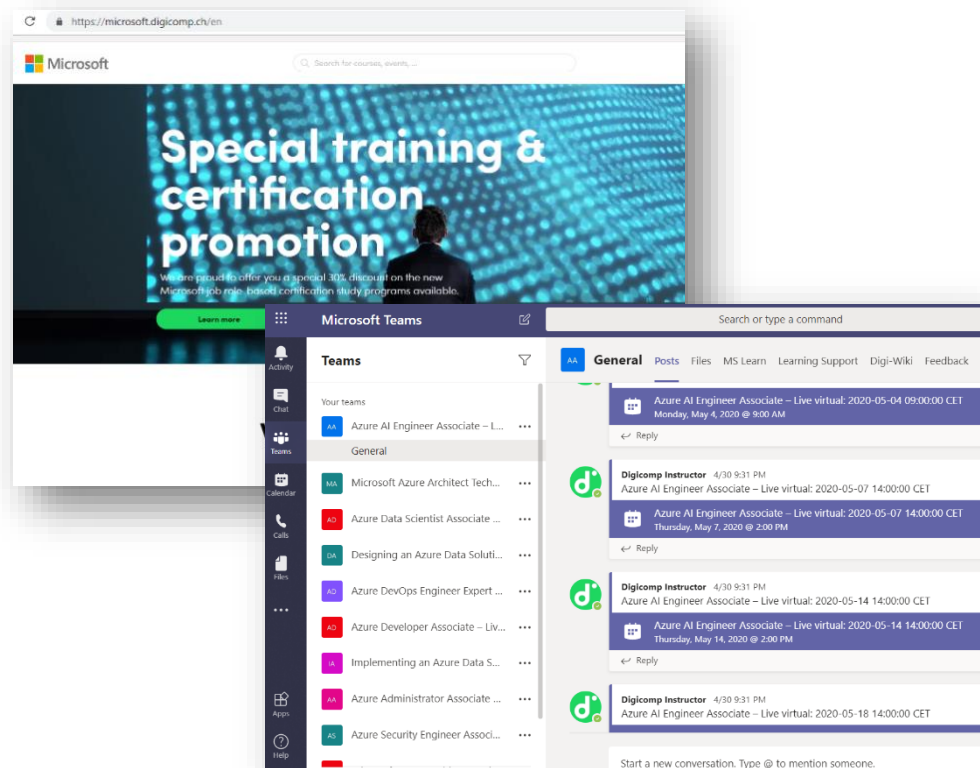 https://microsoft.digicomp.ch/en
Microsoft
Search for courses, events, ...
Special training &
certification
promotion
We are proud to offer you a special 30% discount on the new
Microsoft job role-based certification study programs available.
Learn more
Microsoft Teams
Search or type a command
Activity
Chat
Teams
Calendar
Calls
Files
Apps
Help
Teams
Your teams
AA Azure AI Engineer Associate – L... ...
General
MA Microsoft Azure Architect Tech... ...
AD Azure Data Scientist Associate ... ...
DA Designing an Azure Data Soluti... ...
AD Azure DevOps Engineer Expert ... ...
AD Azure Developer Associate – Liv... ...
IA Implementing an Azure Data S... ...
AA Azure Administrator Associate ... ...
AS Azure Security Engineer Associ... ...
AA General Posts Files MS Learn Learning Support Digi-Wiki Feedback
Azure AI Engineer Associate – Live virtual: 2020-05-04 09:00:00 CET
Monday, May 4, 2020 @ 9:00 AM
Reply
Digicomp Instructor 4/30 9:31 PM
Azure AI Engineer Associate – Live virtual: 2020-05-07 14:00:00 CET
Azure AI Engineer Associate – Live virtual: 2020-05-07 14:00:00 CET
Thursday, May 7, 2020 @ 2:00 PM
Reply
Digicomp Instructor 4/30 9:31 PM
Azure AI Engineer Associate – Live virtual: 2020-05-14 14:00:00 CET
Azure AI Engineer Associate – Live virtual: 2020-05-14 14:00:00 CET
Thursday, May 14, 2020 @ 2:00 PM
Reply
Digicomp Instructor 4/30 9:31 PM
Azure AI Engineer Associate – Live virtual: 2020-05-18 14:00:00 CET
Start a new conversation. Type @ to mention someone.